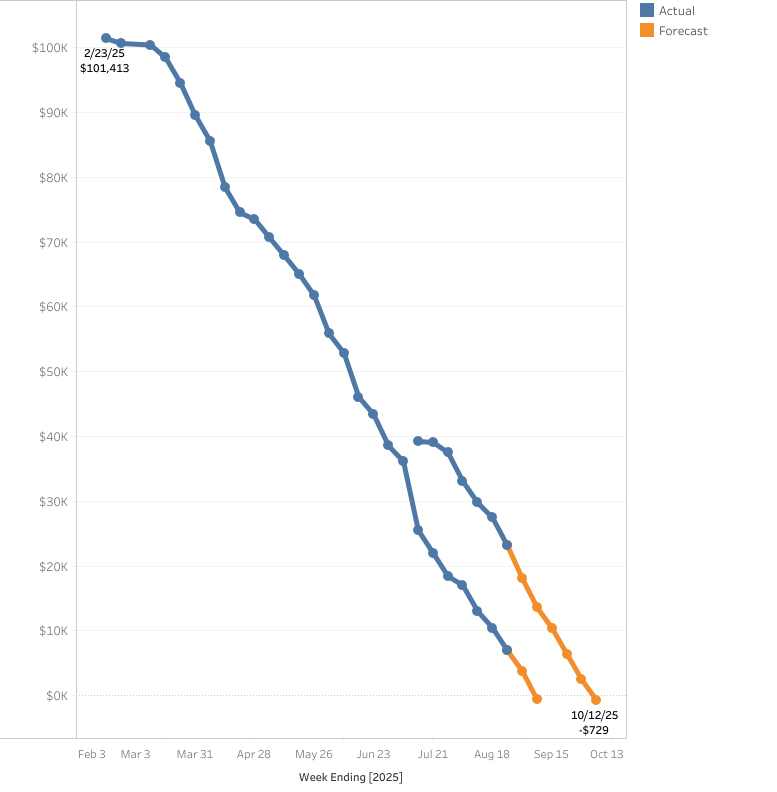 Actual
Forecast
$100K
$90K
$80K
$70K
$60K
$50K
$40K
$30K
$20K
$10K
$0K
2/23/25
$101,413
10/12/25
-$729
Feb 3 Mar 3 Mar 31 Apr 28 May 26 Jun 23 Jul 21 Aug 18 Sep 15 Oct 13
Week Ending [2025]